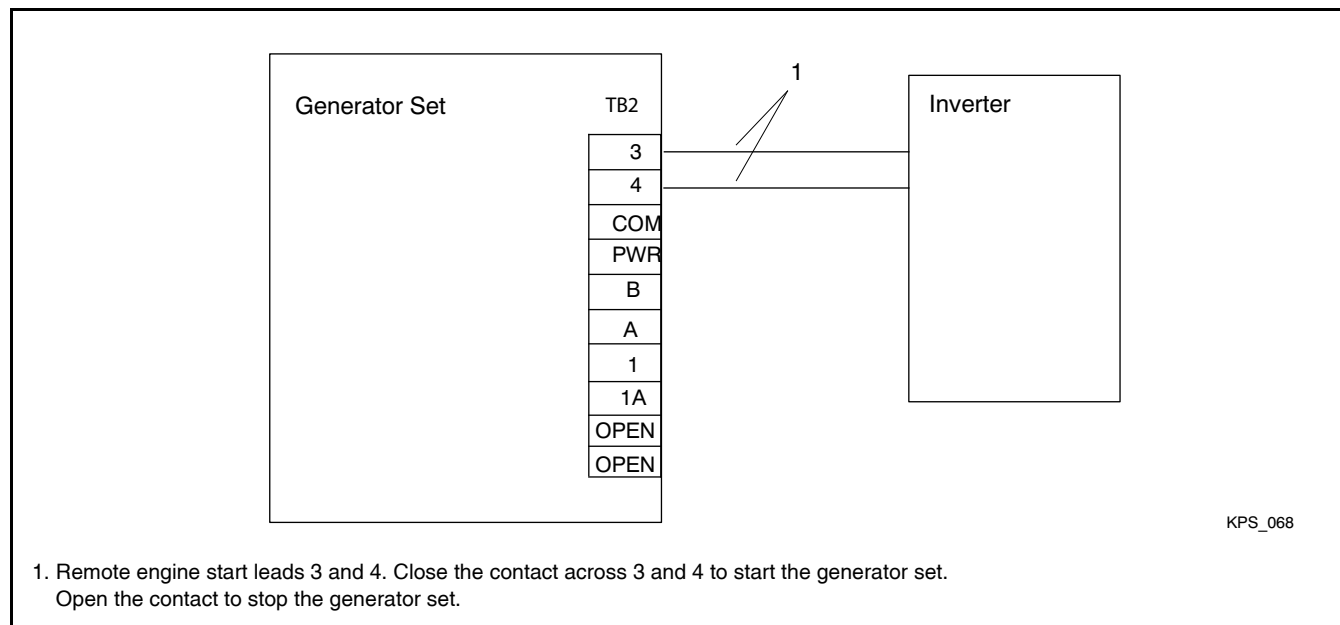 Generator Set
TB2
1
Inverter
3
4
COM
PWR
B
A
1
1A
OPEN
OPEN
KPS_068
1. Remote engine start leads 3 and 4. Close the contact across 3 and 4 to start the generator set.
Open the contact to stop the generator set.